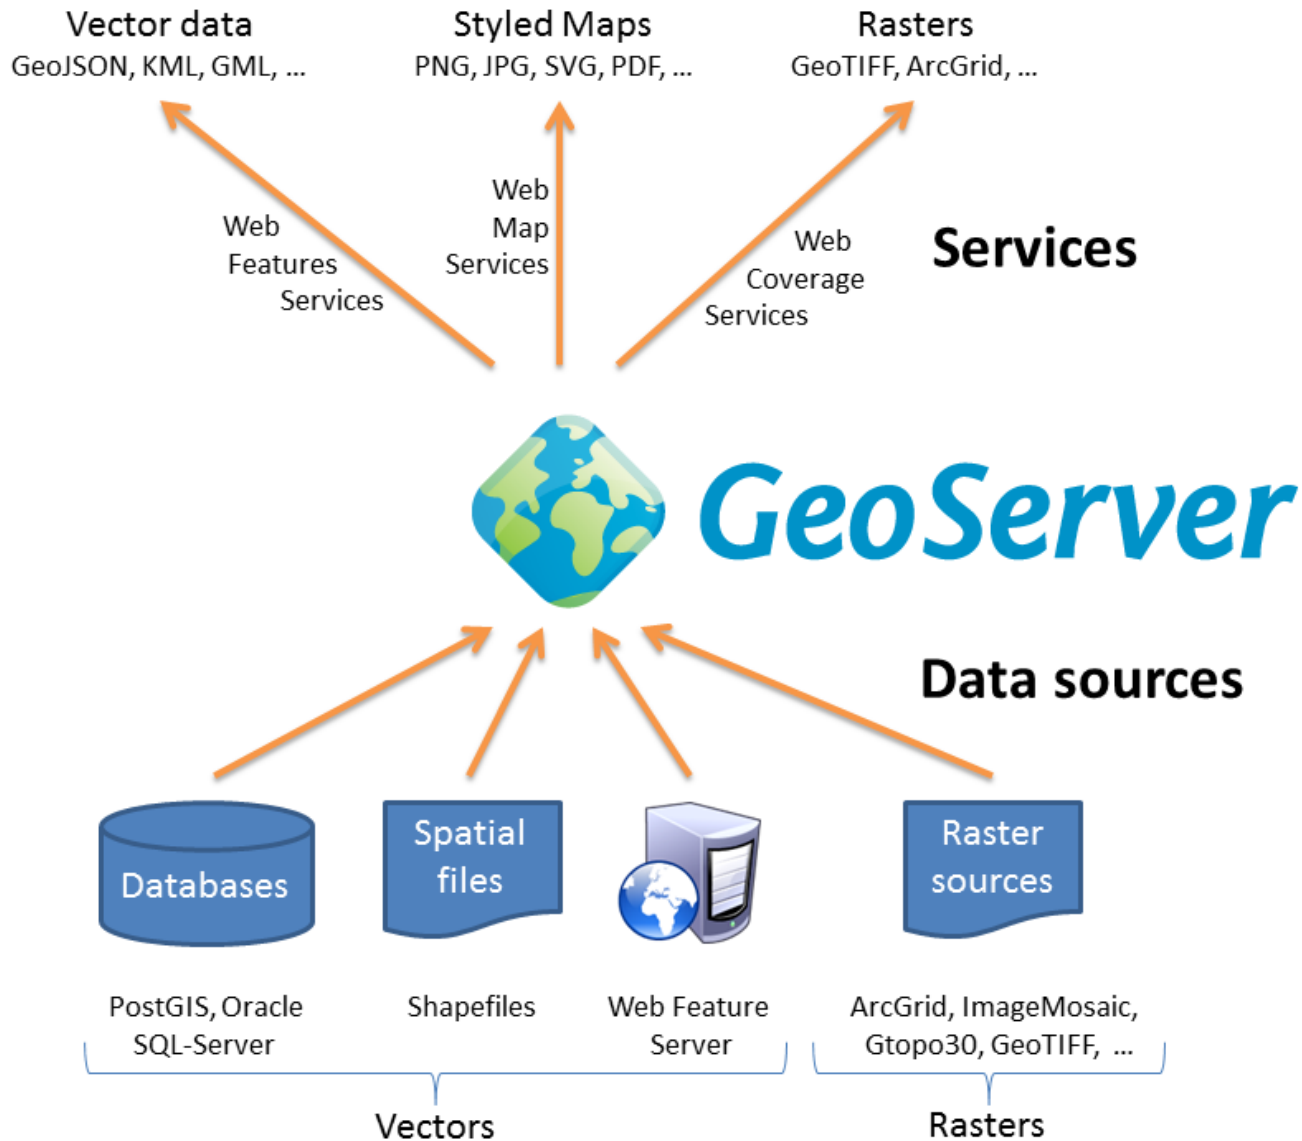 Vector data
GeoJSON, KML, GML, ...
Styled Maps
PNG, JPG, SVG, PDF, ...
Rasters
GeoTIFF, ArcGrid, ...
Web
Features
Services
Web
Map
Services
Web
Coverage
Services
Services
GeoServer
Data sources
Databases
Spatial
files
Raster
sources
PostGIS, Oracle
SQL-Server
Shapefiles
Web Feature
Server
ArcGrid, ImageMosaic,
Gtopo30, GeoTIFF, ...
Vectors
Rasters